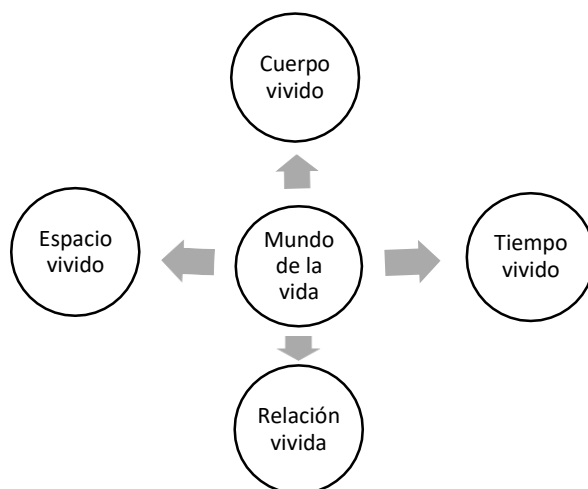 Cuerpo
vivido
Espacio
vivido
Mundo
de la
vida
Tiempo
vivido
Relación
vivida